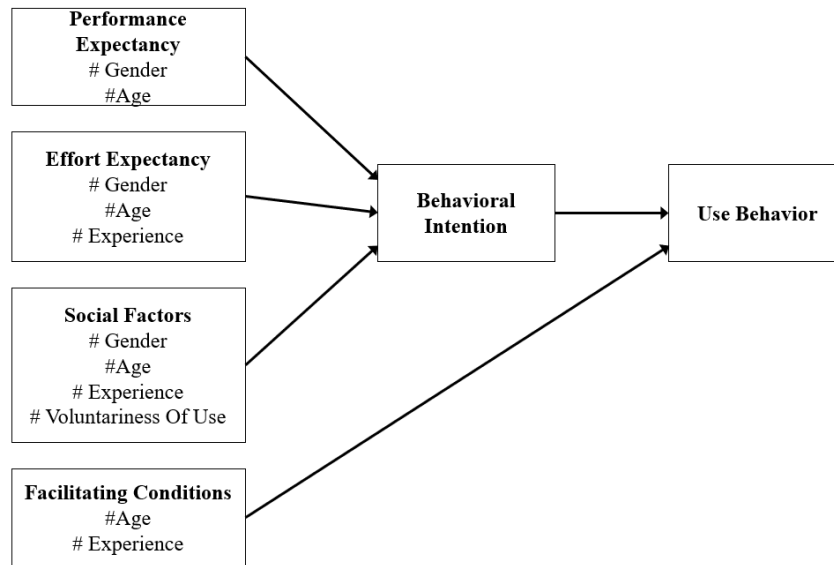 Performance
Expectancy
# Gender
#Age
Effort Expectancy
# Gender
#Age
# Experience
Social Factors
# Gender
#Age
# Experience
# Voluntariness Of Use
Facilitating Conditions
#Age
# Experience
Behavioral
Intention
Use Behavior